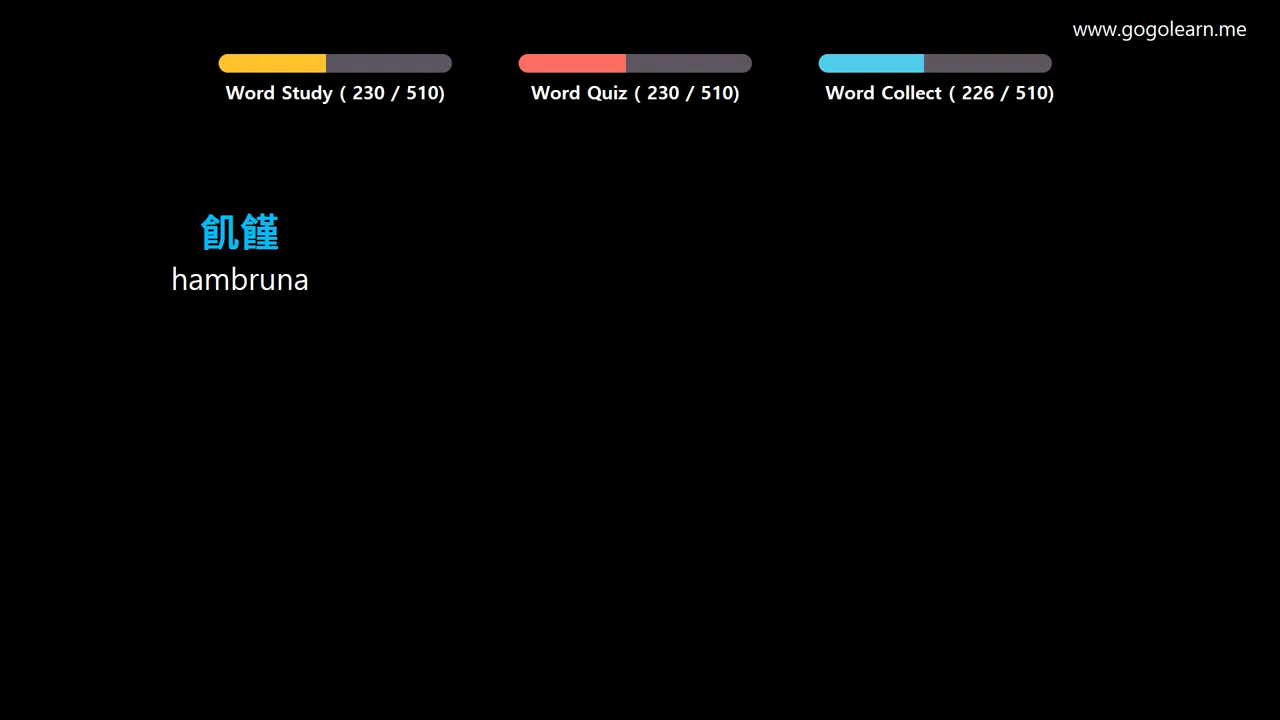 www.gogolearn.me
Word Study ( 230 / 510)
Word Quiz ( 230 / 510)
Word Collect ( 226 / 510)
飢饉
hambruna